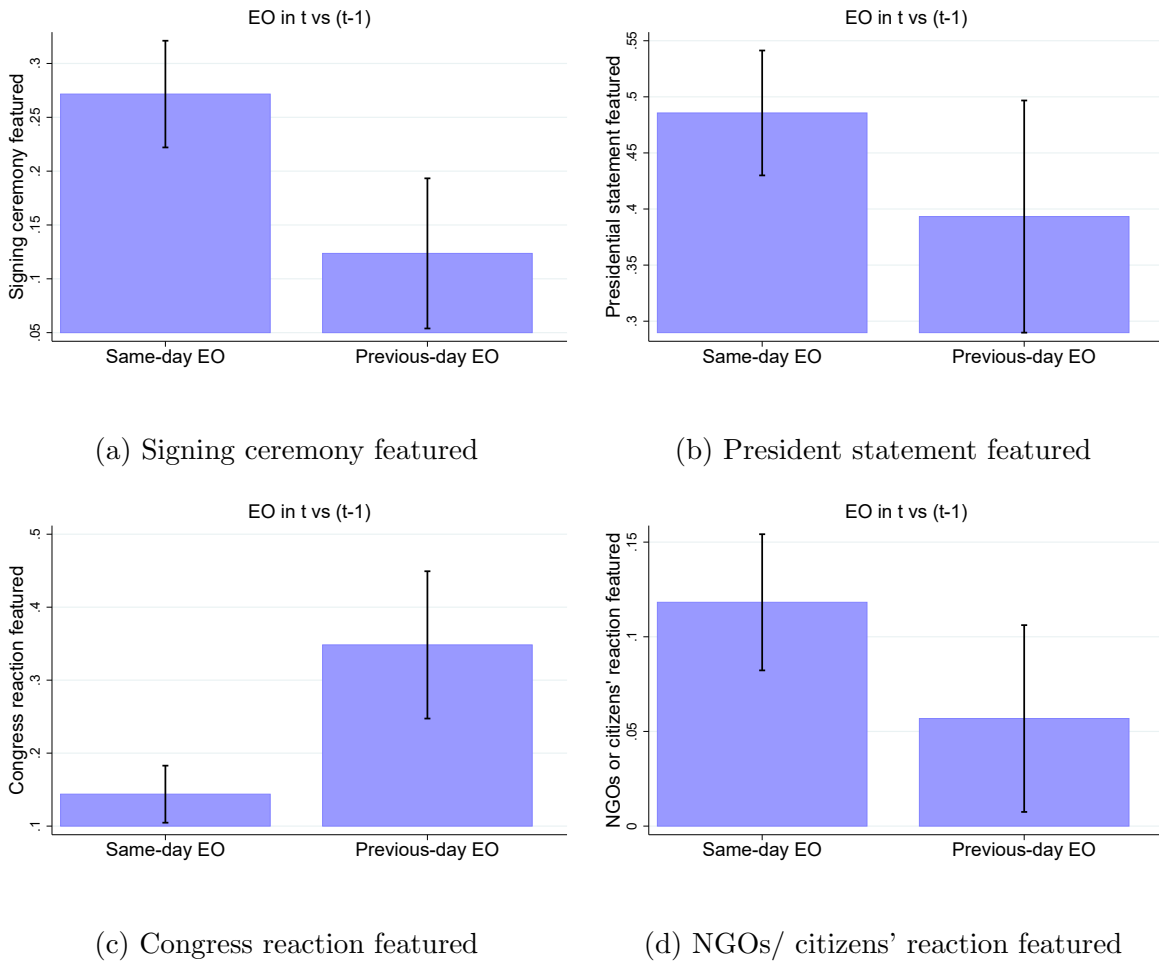 EO in t vs (t-1)
Signing ceremony featured
.3
.25
.2
.15
.1
.05
Same-day EO
Previous-day EO
(a) Signing ceremony featured
EO in t vs (t-1)
Presidential statement featured
.55
.5
.45
.4
.35
.3
Same-day EO
Previous-day EO
(b) President statement featured
EO in t vs (t-1)
Congress reaction featured
.5
.4
.3
.2
.1
Same-day EO
Previous-day EO
(c) Congress reaction featured
EO in t vs (t-1)
NGOs or citizens' reaction featured
.15
.1
.05
0
Same-day EO
Previous-day EO
(d) NGOs/ citizens’ reaction featured